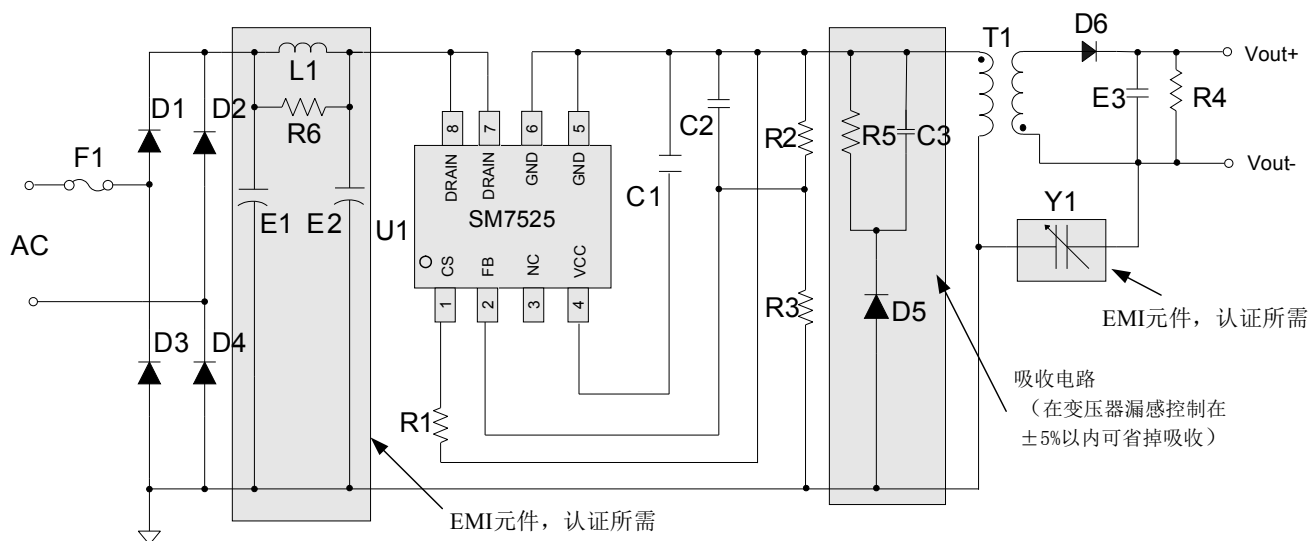 T1
D6
Vout+
L1
D1
D2
R6
F1
8
7
6
5
DRAIN
DRAIN
GND
GND
C2
R2
R5
C3
E3
R4
C1
Vout-
E1
E2
U1
SM7525
Y1
AC
CS
FB
NC
VCC
1
2
3
4
R3
D5
EMI元件，认证所需
D3
D4
吸收电路
（在变压器漏感控制在
±5%以内可省掉吸收）
R1
EMI元件，认证所需